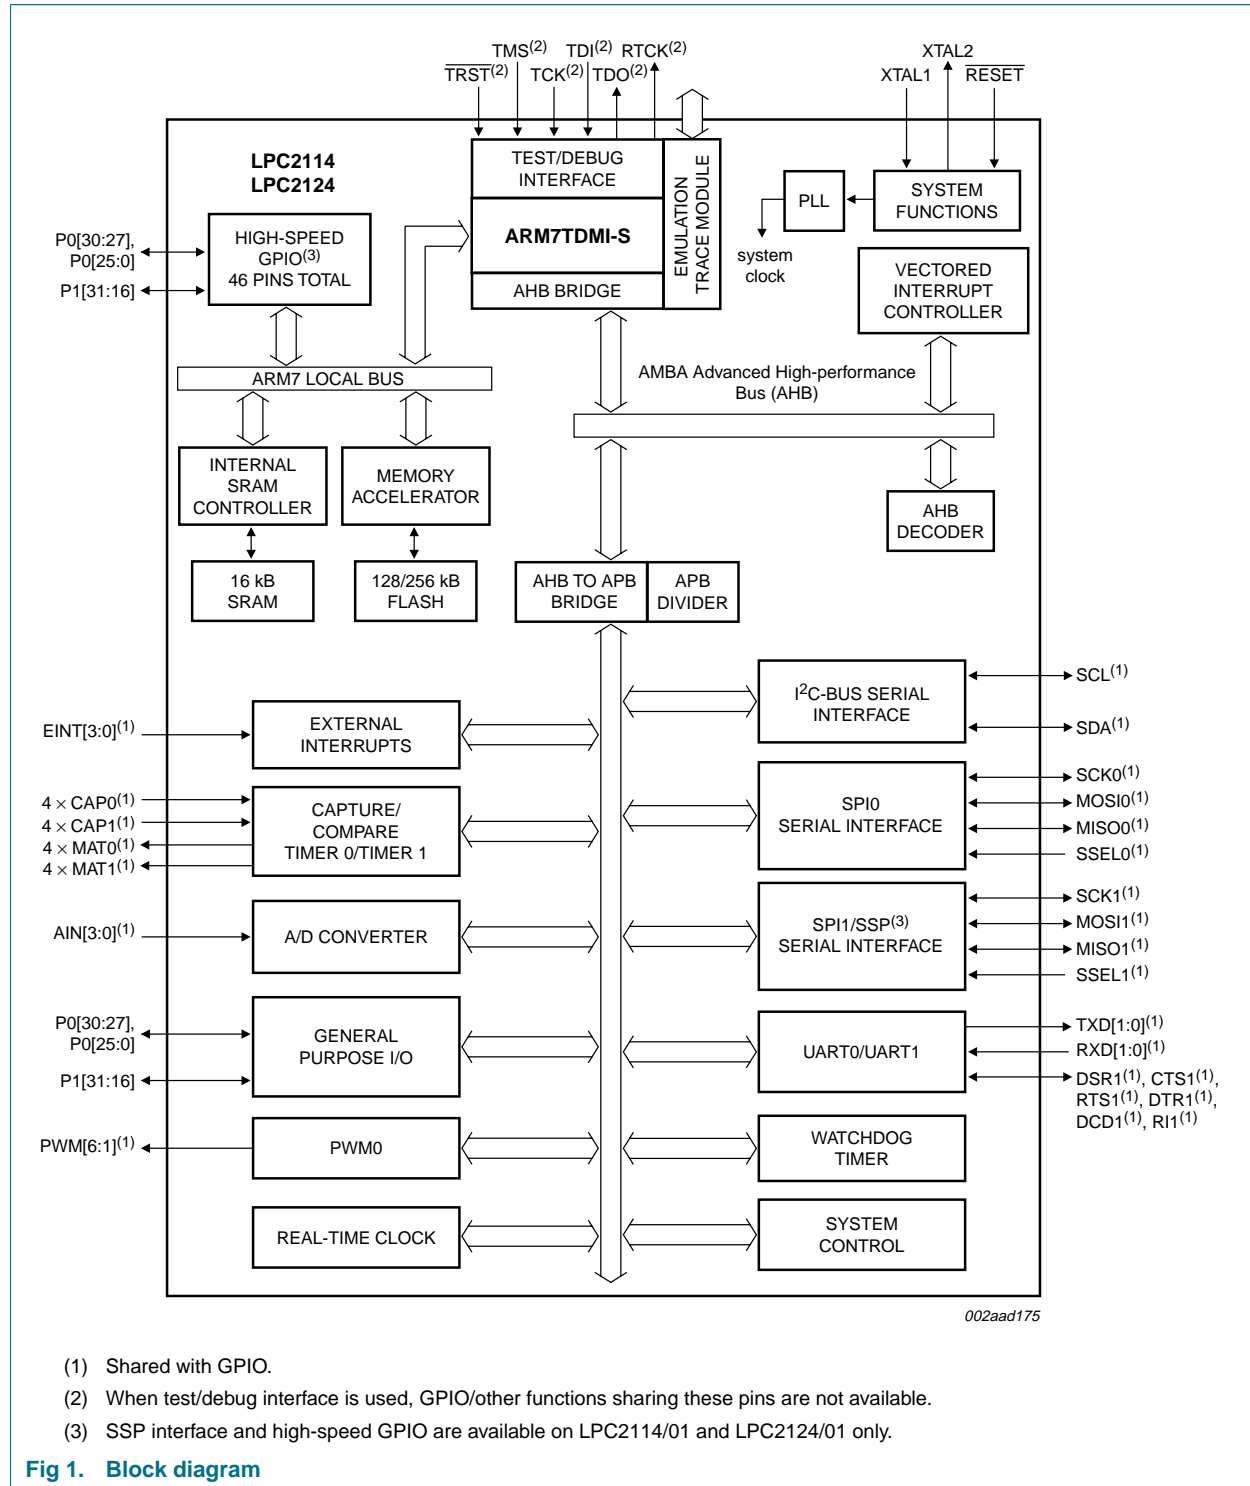 TMS(2) TDI(2) RTCK(2)
TRST(2) TCK(2) TDO(2)
XTAL2
XTAL1 RESET
LPC2114
LPC2124
TEST/DEBUG
INTERFACE
ARM7TDMI-S
AHB BRIDGE
EMULATION
TRACE MODULE
PLL
SYSTEM
FUNCTIONS
system
clock
VECTORED
INTERRUPT
CONTROLLER
P0[30:27],
P0[25:0]
P1[31:16]
HIGH-SPEED
GPIO(3)
46 PINS TOTAL
ARM7 LOCAL BUS
AMBA Advanced High-performance
Bus (AHB)
INTERNAL
SRAM
CONTROLLER
MEMORY
ACCELERATOR
AHB
DECODER
16 kB
SRAM
128/256 kB
FLASH
AHB TO APB
BRIDGE
APB
DIVIDER
EINT[3:0](1)
EXTERNAL
INTERRUPTS
I2C-BUS SERIAL
INTERFACE
SCL(1)
SDA(1)
4 × CAP0(1)
4 × CAP1(1)
4 × MAT0(1)
4 × MAT1(1)
CAPTURE/
COMPARE
TIMER 0/TIMER 1
SPI0
SERIAL INTERFACE
SCK0(1)
MOSI0(1)
MISO0(1)
SSEL0(1)
AIN[3:0](1)
A/D CONVERTER
SPI1/SSP(3)
SERIAL INTERFACE
SCK1(1)
MOSI1(1)
MISO1(1)
SSEL1(1)
P0[30:27],
P0[25:0]
P1[31:16]
GENERAL
PURPOSE I/O
UART0/UART1
TXD[1:0](1)
RXD[1:0](1)
DSR1(1), CTS1(1),
RTS1(1), DTR1(1),
DCD1(1), RI1(1)
PWM[6:1](1)
PWM0
WATCHDOG
TIMER
REAL-TIME CLOCK
SYSTEM
CONTROL
002aad175
(1) Shared with GPIO.
(2) When test/debug interface is used, GPIO/other functions sharing these pins are not available.
(3) SSP interface and high-speed GPIO are available on LPC2114/01 and LPC2124/01 only.
Fig 1. Block diagram